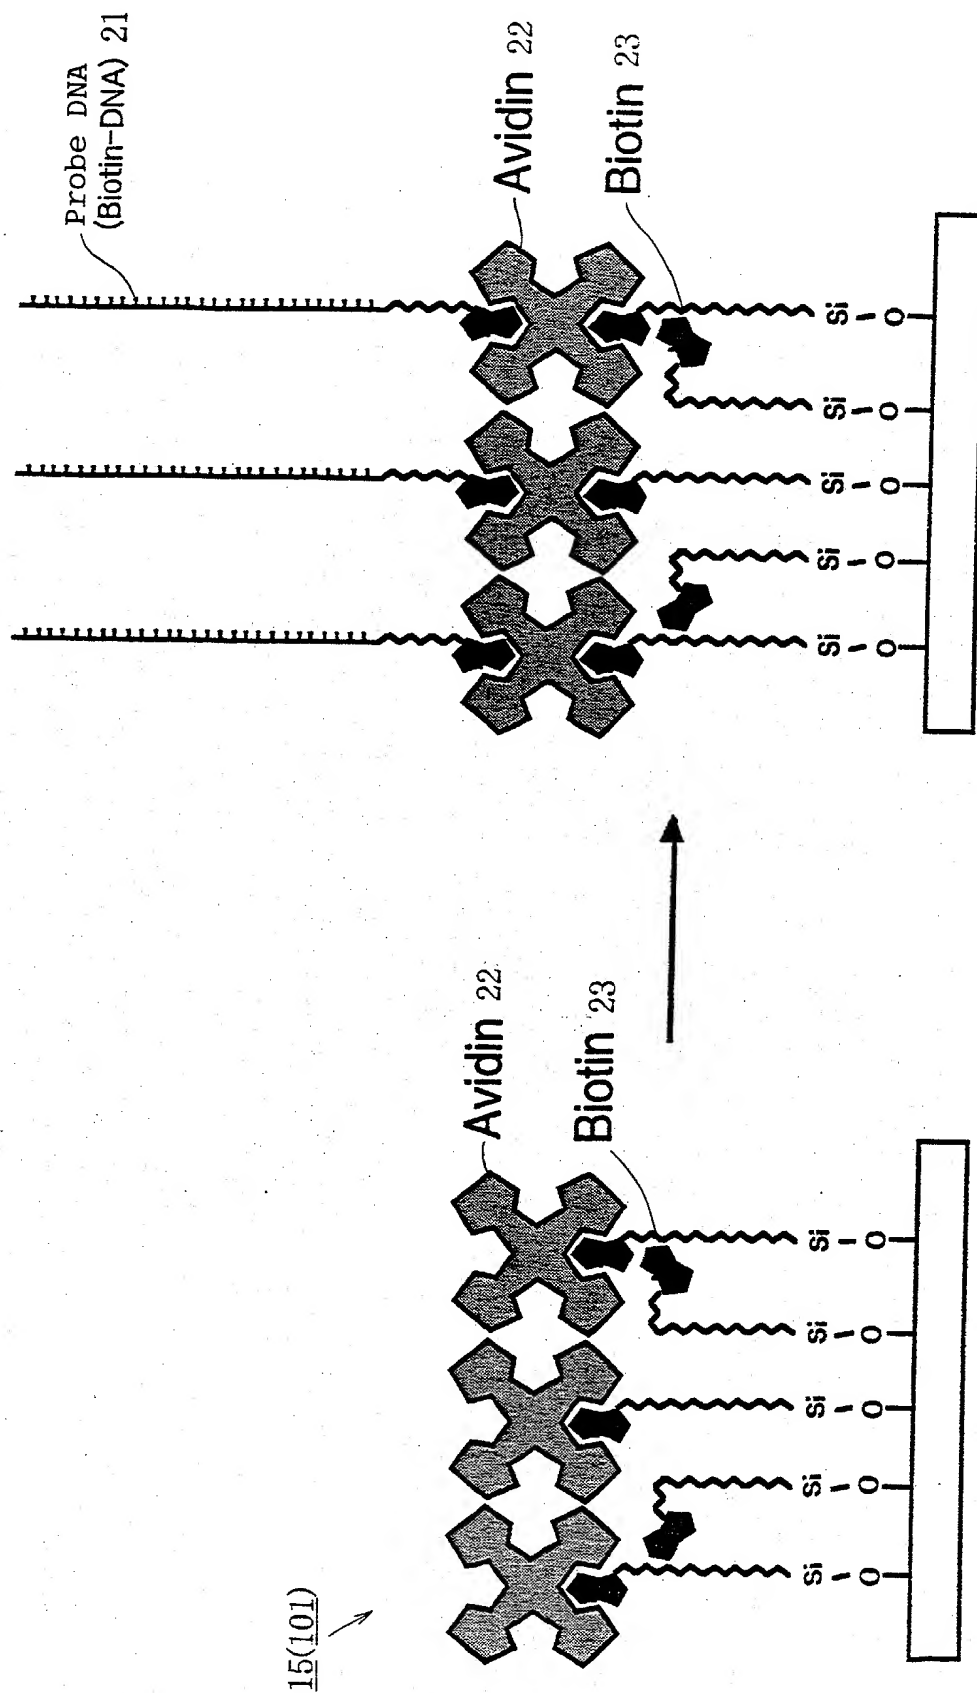 15(101)
Avidin 22
Biotin 23
Si-O
Si-O
Si-O
Si-O
Si-O
Probe DNA
(Biotin-DNA) 21
Avidin 22
Biotin 23
Si-O
Si-O
Si-O
Si-O
Si-O